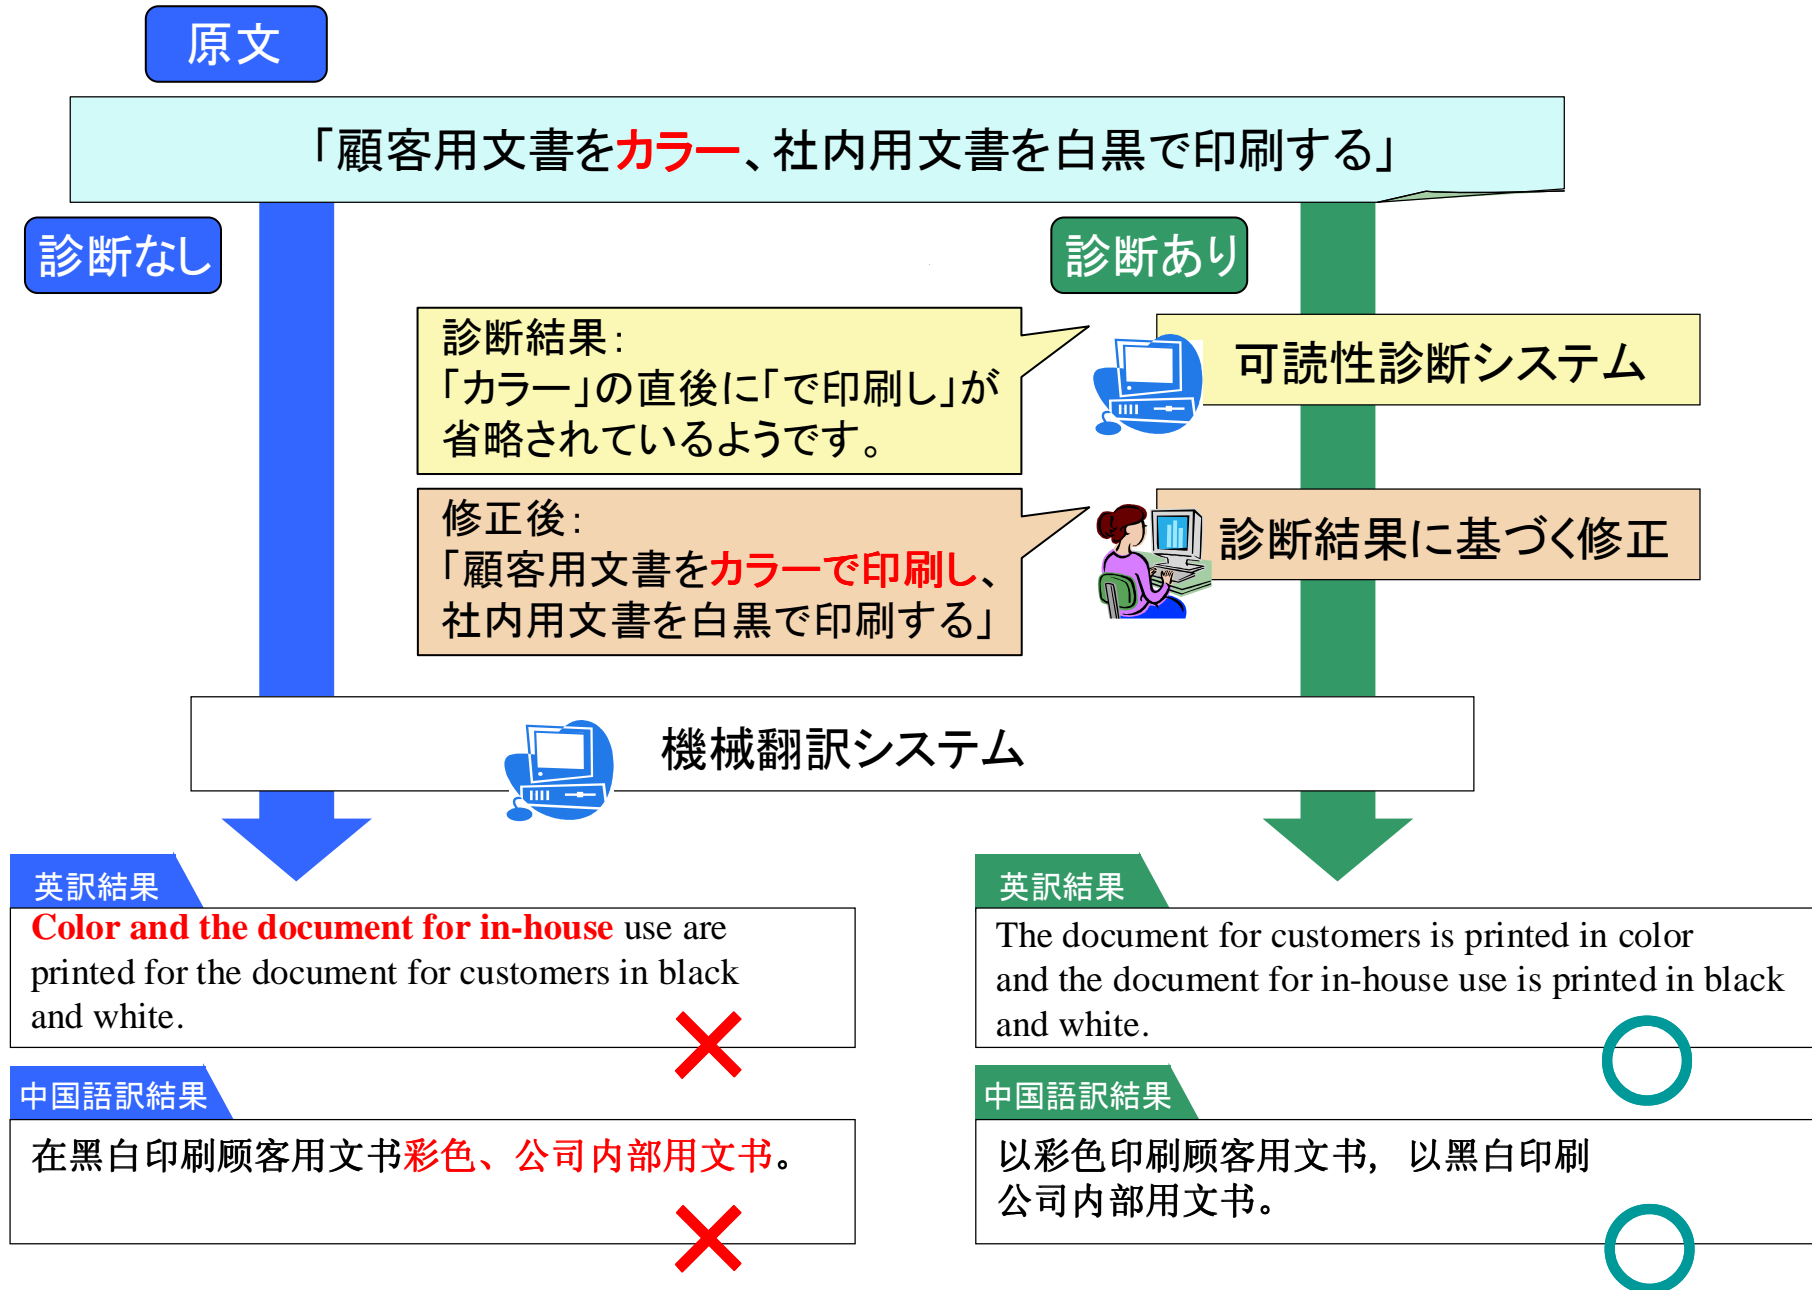 原文
「顧客用文書をカラー、社内用文書を白黒で印刷する」
診断なし
診断あり
診断結果：
「カラー」の直後に「で印刷し」が
省略されているようです。
可読性診断システム
修正後：
「顧客用文書をカラーで印刷し、
社内用文書を白黒で印刷する」
診断結果に基づく修正
機械翻訳システム
英訳結果
Color and the document for in-house use are
printed for the document for customers in black
and white.
中国語訳結果
在黑白印刷顾客用文书彩色、公司内部用文书。
英訳結果
The document for customers is printed in color
and the document for in-house use is printed in black
and white.
中国語訳結果
以彩色印刷顾客用文书，以黑白印刷
公司内部用文书。